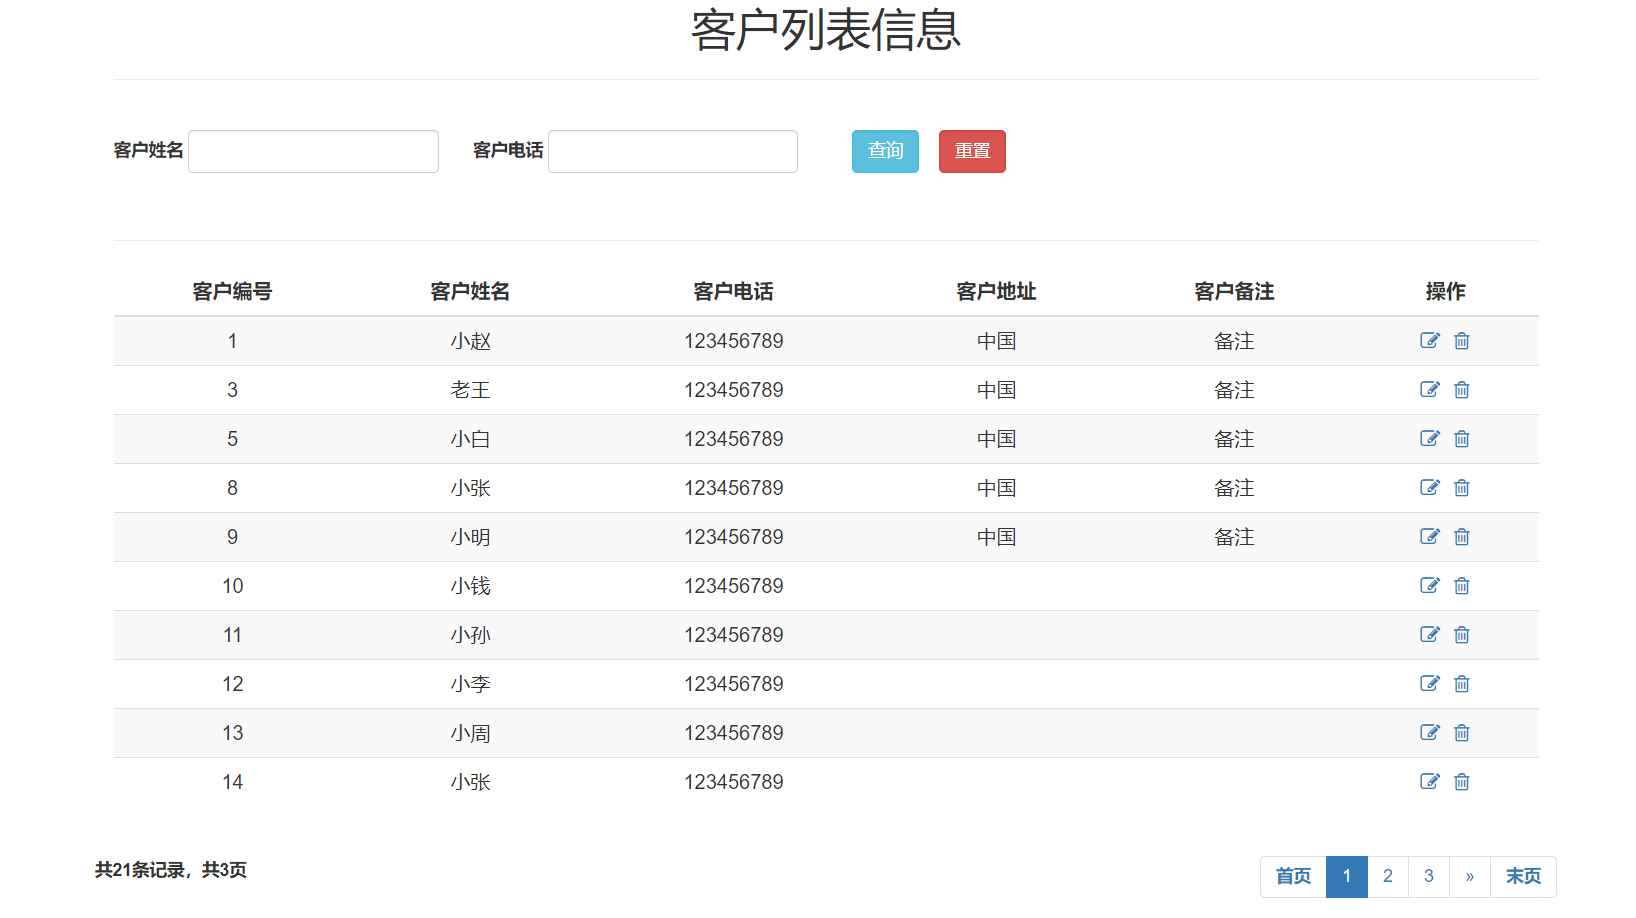 客户列表信息
客户姓名 客户电话 查询 重置
客户编号 客户姓名 客户电话 客户地址 客户备注 操作
1 小赵 123456789 中国 备注
3 老王 123456789 中国 备注
5 小白 123456789 中国 备注
8 小张 123456789 中国 备注
9 小明 123456789 中国 备注
10 小钱 123456789
11 小孙 123456789
12 小李 123456789
13 小周 123456789
14 小张 123456789
共21条记录，共3页 首页 1 2 3 » 末页